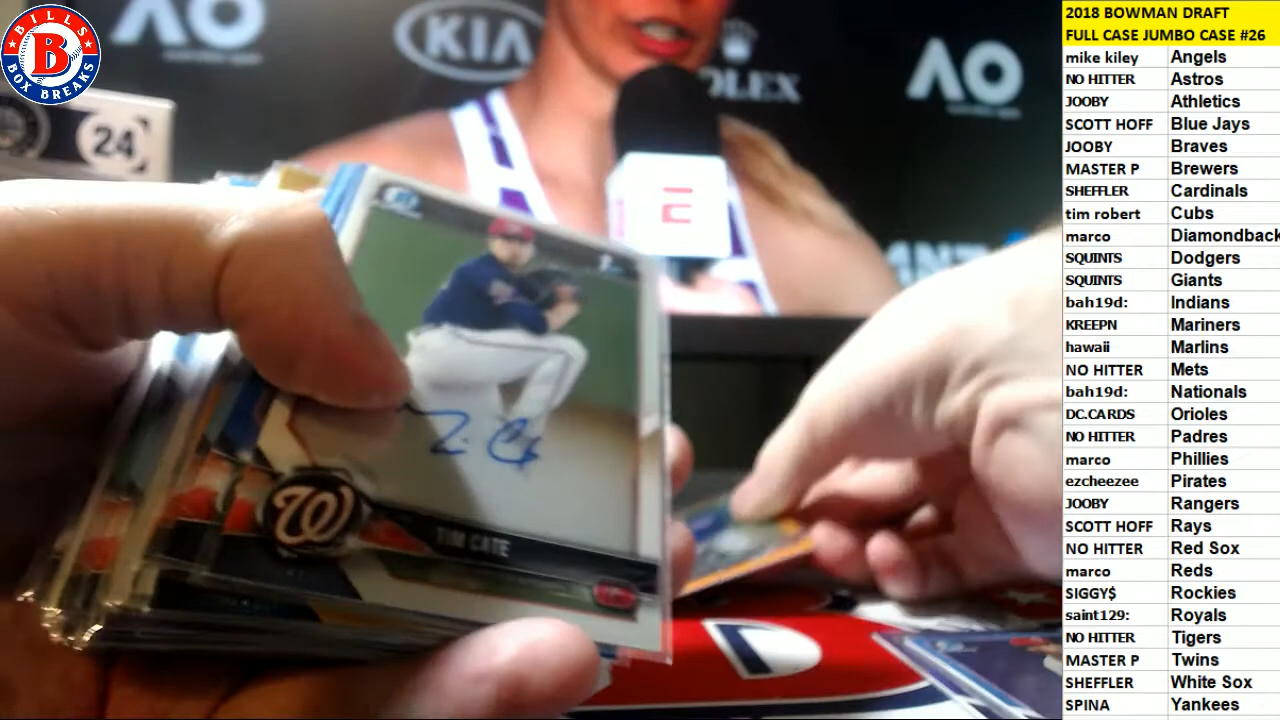 BILLS
B
BOX BREAKS
24
AO
KIA
ROLEX
AO
W
TIM CATE
2018 BOWMAN DRAFT
FULL CASE JUMBO CASE #26
mike kiley Angels
NO HITTER Astros
JOOBY Athletics
SCOTT HOFF Blue Jays
JOOBY Braves
MASTER P Brewers
SHEFFLER Cardinals
tim robert Cubs
marco Diamondback
SQUINTS Dodgers
SQUINTS Giants
bah19d: Indians
KREEPN Mariners
hawaii Marlins
NO HITTER Mets
bah19d: Nationals
DC.CARDS Orioles
NO HITTER Padres
marco Phillies
ezcheezee Pirates
JOOBY Rangers
SCOTT HOFF Rays
NO HITTER Red Sox
marco Reds
SIGGY$ Rockies
saint129: Royals
NO HITTER Tigers
MASTER P Twins
SHEFFLER White Sox
SPINA Yankees